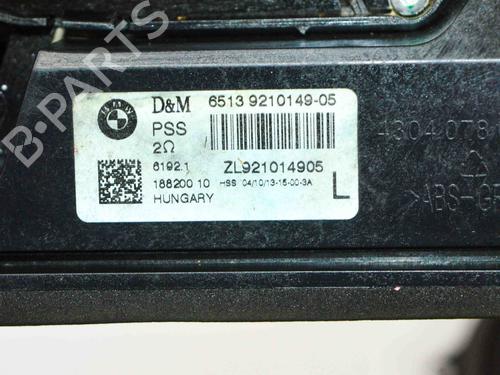 D&M 6513 9210149-05
PSS
2Ω
6192.1 ZL921014905
188200 10 HSS 04/10/13-15-00-3A
HUNGARY L
4304078
>ABS-GF
B-PARTS